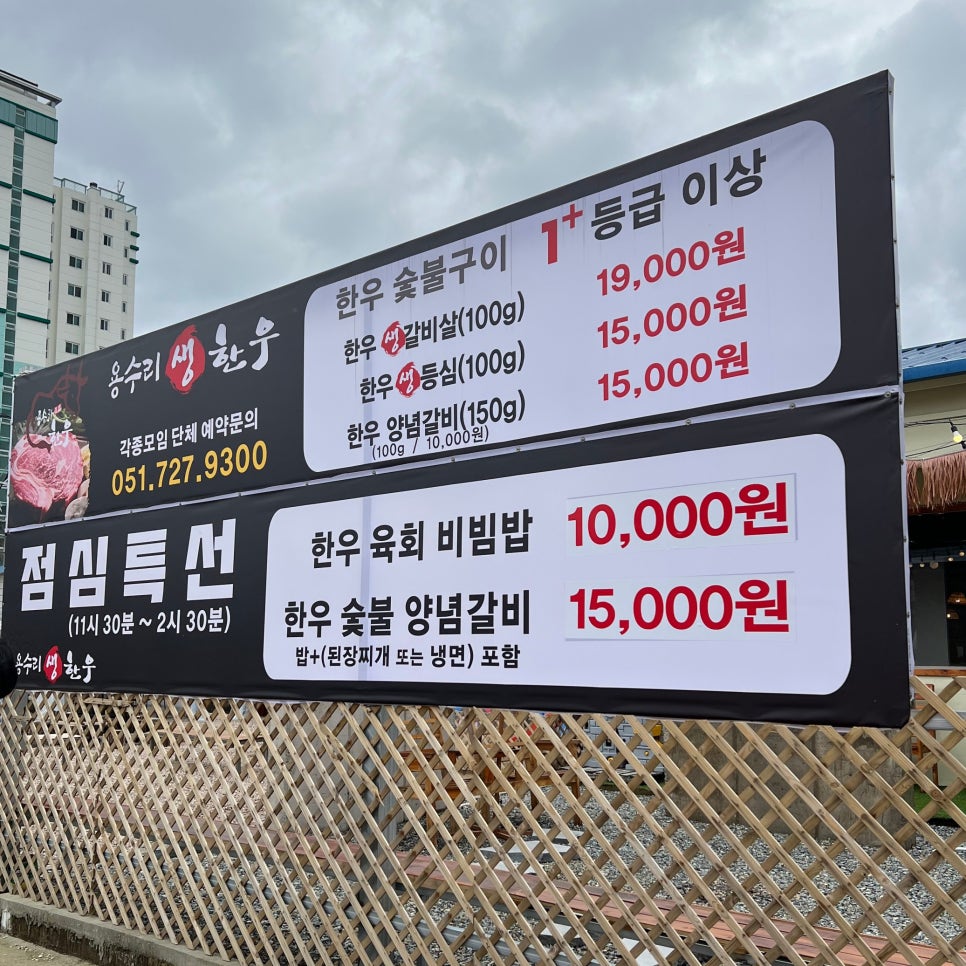 용수리 생 한우
각종모임 단체 예약문의
051.727.9300
한우 숯불구이 1+ 등급 이상
한우 생갈비살(100g) 19,000원
한우 생등심(100g) 15,000원
한우 양념갈비(150g) 15,000원
(100g / 10,000원)
점심특선
(11시 30분 ~ 2시 30분)
용수리 생 한우
한우 육회 비빔밥 10,000원
한우 숯불 양념갈비 15,000원
밥+(된장찌개 또는 냉면) 포함